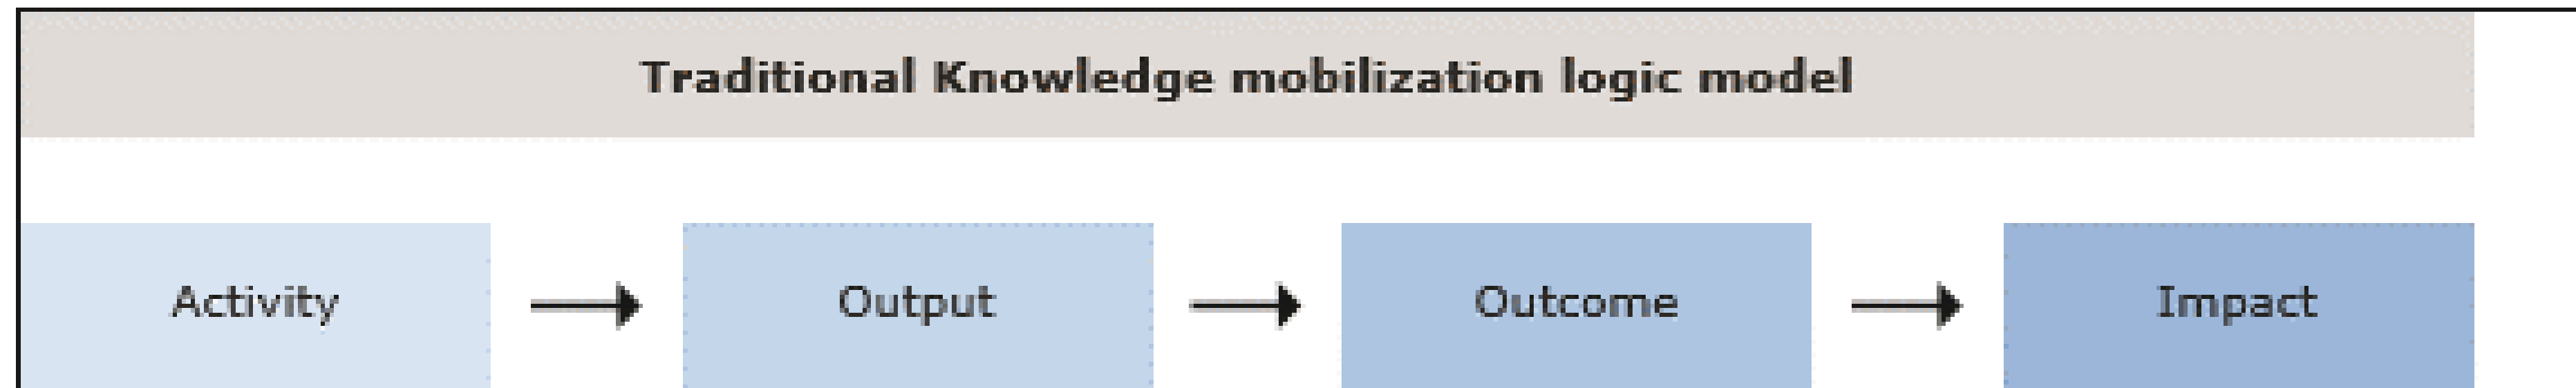 Traditional Knowledge mobilization logic model
Activity
Output
Outcome
Impact